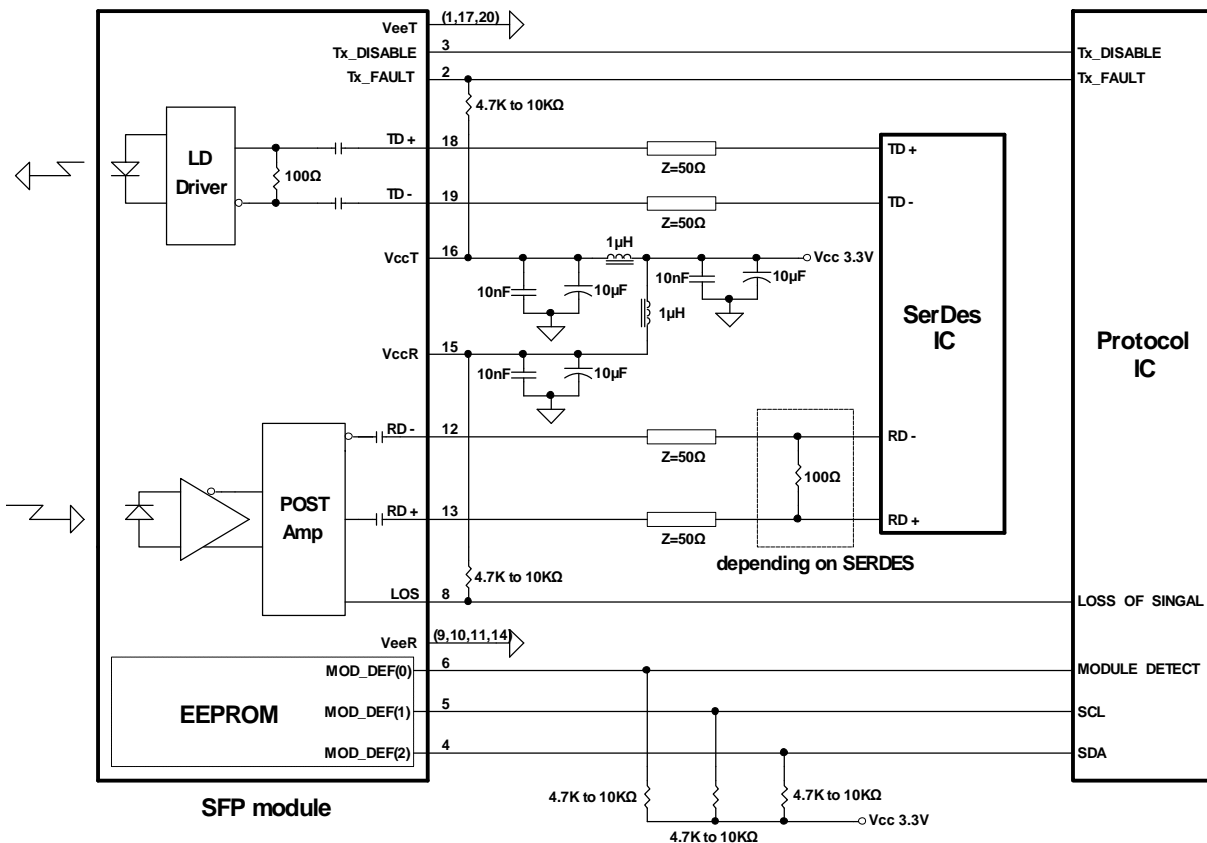 VeeT (1,17,20)
Tx_DISABLE 3 Tx_DISABLE
Tx_FAULT 2 Tx_FAULT
4.7K to 10KΩ
LD
Driver
100Ω
TD + 18 Z=50Ω TD +
TD - 19 Z=50Ω TD -
VccT 16 1µH Vcc 3.3V
10nF 10µF 10nF 10µF
1µH
SerDes
IC
Protocol
IC
VccR 15
10nF 10µF
RD - 12 Z=50Ω RD -
100Ω
POST
Amp
RD + 13 Z=50Ω RD +
depending on SERDES
4.7K to 10KΩ
LOS 8 LOSS OF SINGAL
VeeR (9,10,11,14)
EEPROM
MOD_DEF(0) 6 MODULE DETECT
MOD_DEF(1) 5 SCL
MOD_DEF(2) 4 SDA
SFP module
4.7K to 10KΩ 4.7K to 10KΩ
4.7K to 10KΩ
Vcc 3.3V